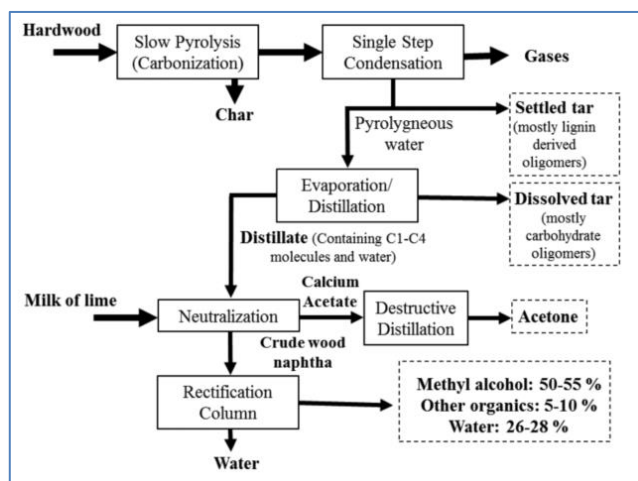 Hardwood
Slow Pyrolysis
(Carbonization)
Single Step
Condensation
Gases
Char
Pyrolygneous
water
Settled tar
(mostly lignin
derived
oligomers)
Evaporation/
Distillation
Dissolved tar
(mostly
carbohydrate
oligomers)
Distillate (Containing C1-C4
molecules and water)
Milk of lime
Neutralization
Calcium
Acetate
Destructive
Distillation
Acetone
Crude wood
naphtha
Rectification
Column
Methyl alcohol: 50-55 %
Other organics: 5-10 %
Water: 26-28 %
Water